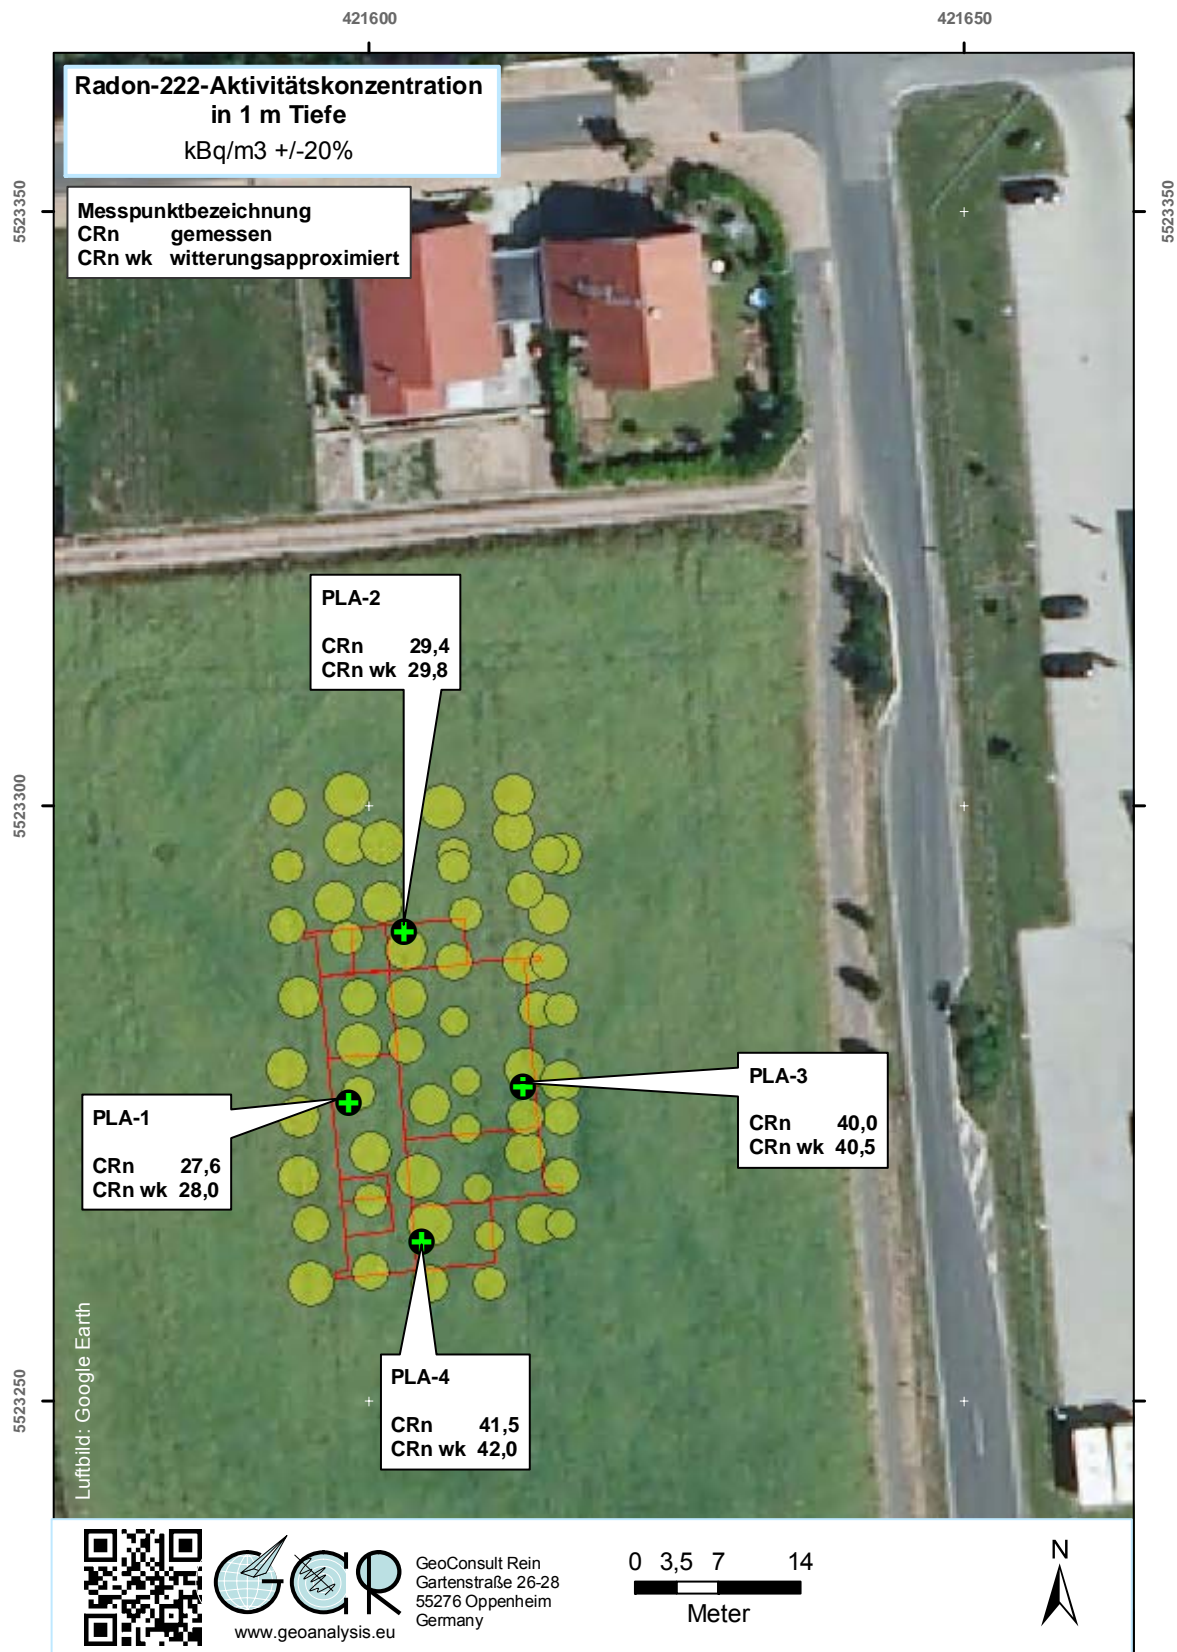 421600
421650
Radon-222-Aktivitätskonzentration
in 1 m Tiefe
kBq/m3 +/-20%
Messpunktbezeichnung
CRn gemessen
CRn wk witterungsapproximiert
5523350
5523350
PLA-2
CRn 29,4
CRn wk 29,8
5523300
5523300
PLA-3
CRn 40,0
CRn wk 40,5
PLA-1
CRn 27,6
CRn wk 28,0
PLA-4
CRn 41,5
CRn wk 42,0
5523250
5523250
Luftbild: Google Earth
GCR
www.geoanalysis.eu
GeoConsult Rein
Gartenstraße 26-28
55276 Oppenheim
Germany
0 3,5 7 14
Meter
N